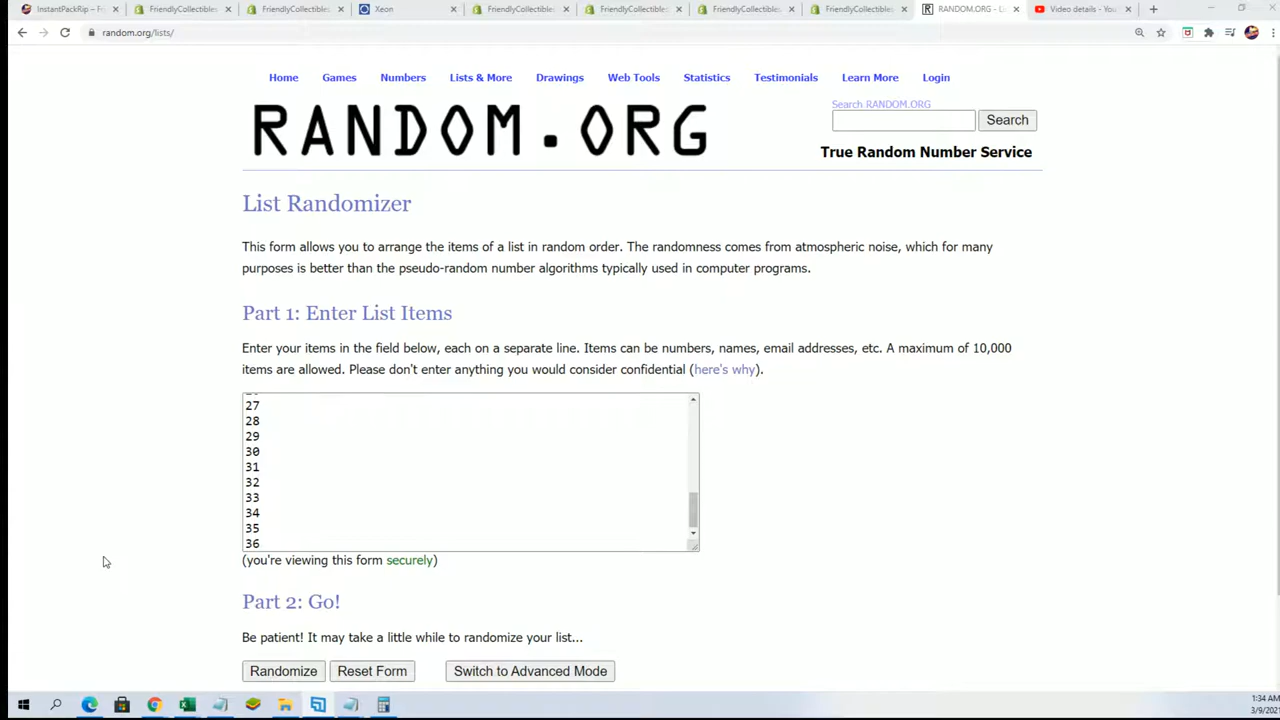 InstantPackRip – Fr
FriendlyCollectibles
FriendlyCollectibles
Xeon
FriendlyCollectibles
FriendlyCollectibles
FriendlyCollectibles
FriendlyCollectibles
RANDOM.ORG - L
Video details - You
random.org/lists/
Home Games Numbers Lists & More Drawings Web Tools Statistics Testimonials Learn More Login
RANDOM.ORG
Search RANDOM.ORG
Search
True Random Number Service
List Randomizer
This form allows you to arrange the items of a list in random order. The randomness comes from atmospheric noise, which for many
purposes is better than the pseudo-random number algorithms typically used in computer programs.
Part 1: Enter List Items
Enter your items in the field below, each on a separate line. Items can be numbers, names, email addresses, etc. A maximum of 10,000
items are allowed. Please don't enter anything you would consider confidential (here's why).
27
28
29
30
31
32
33
34
35
36
(you're viewing this form securely)
Part 2: Go!
Be patient! It may take a little while to randomize your list...
Randomize Reset Form Switch to Advanced Mode
1:34 AM
3/9/2021